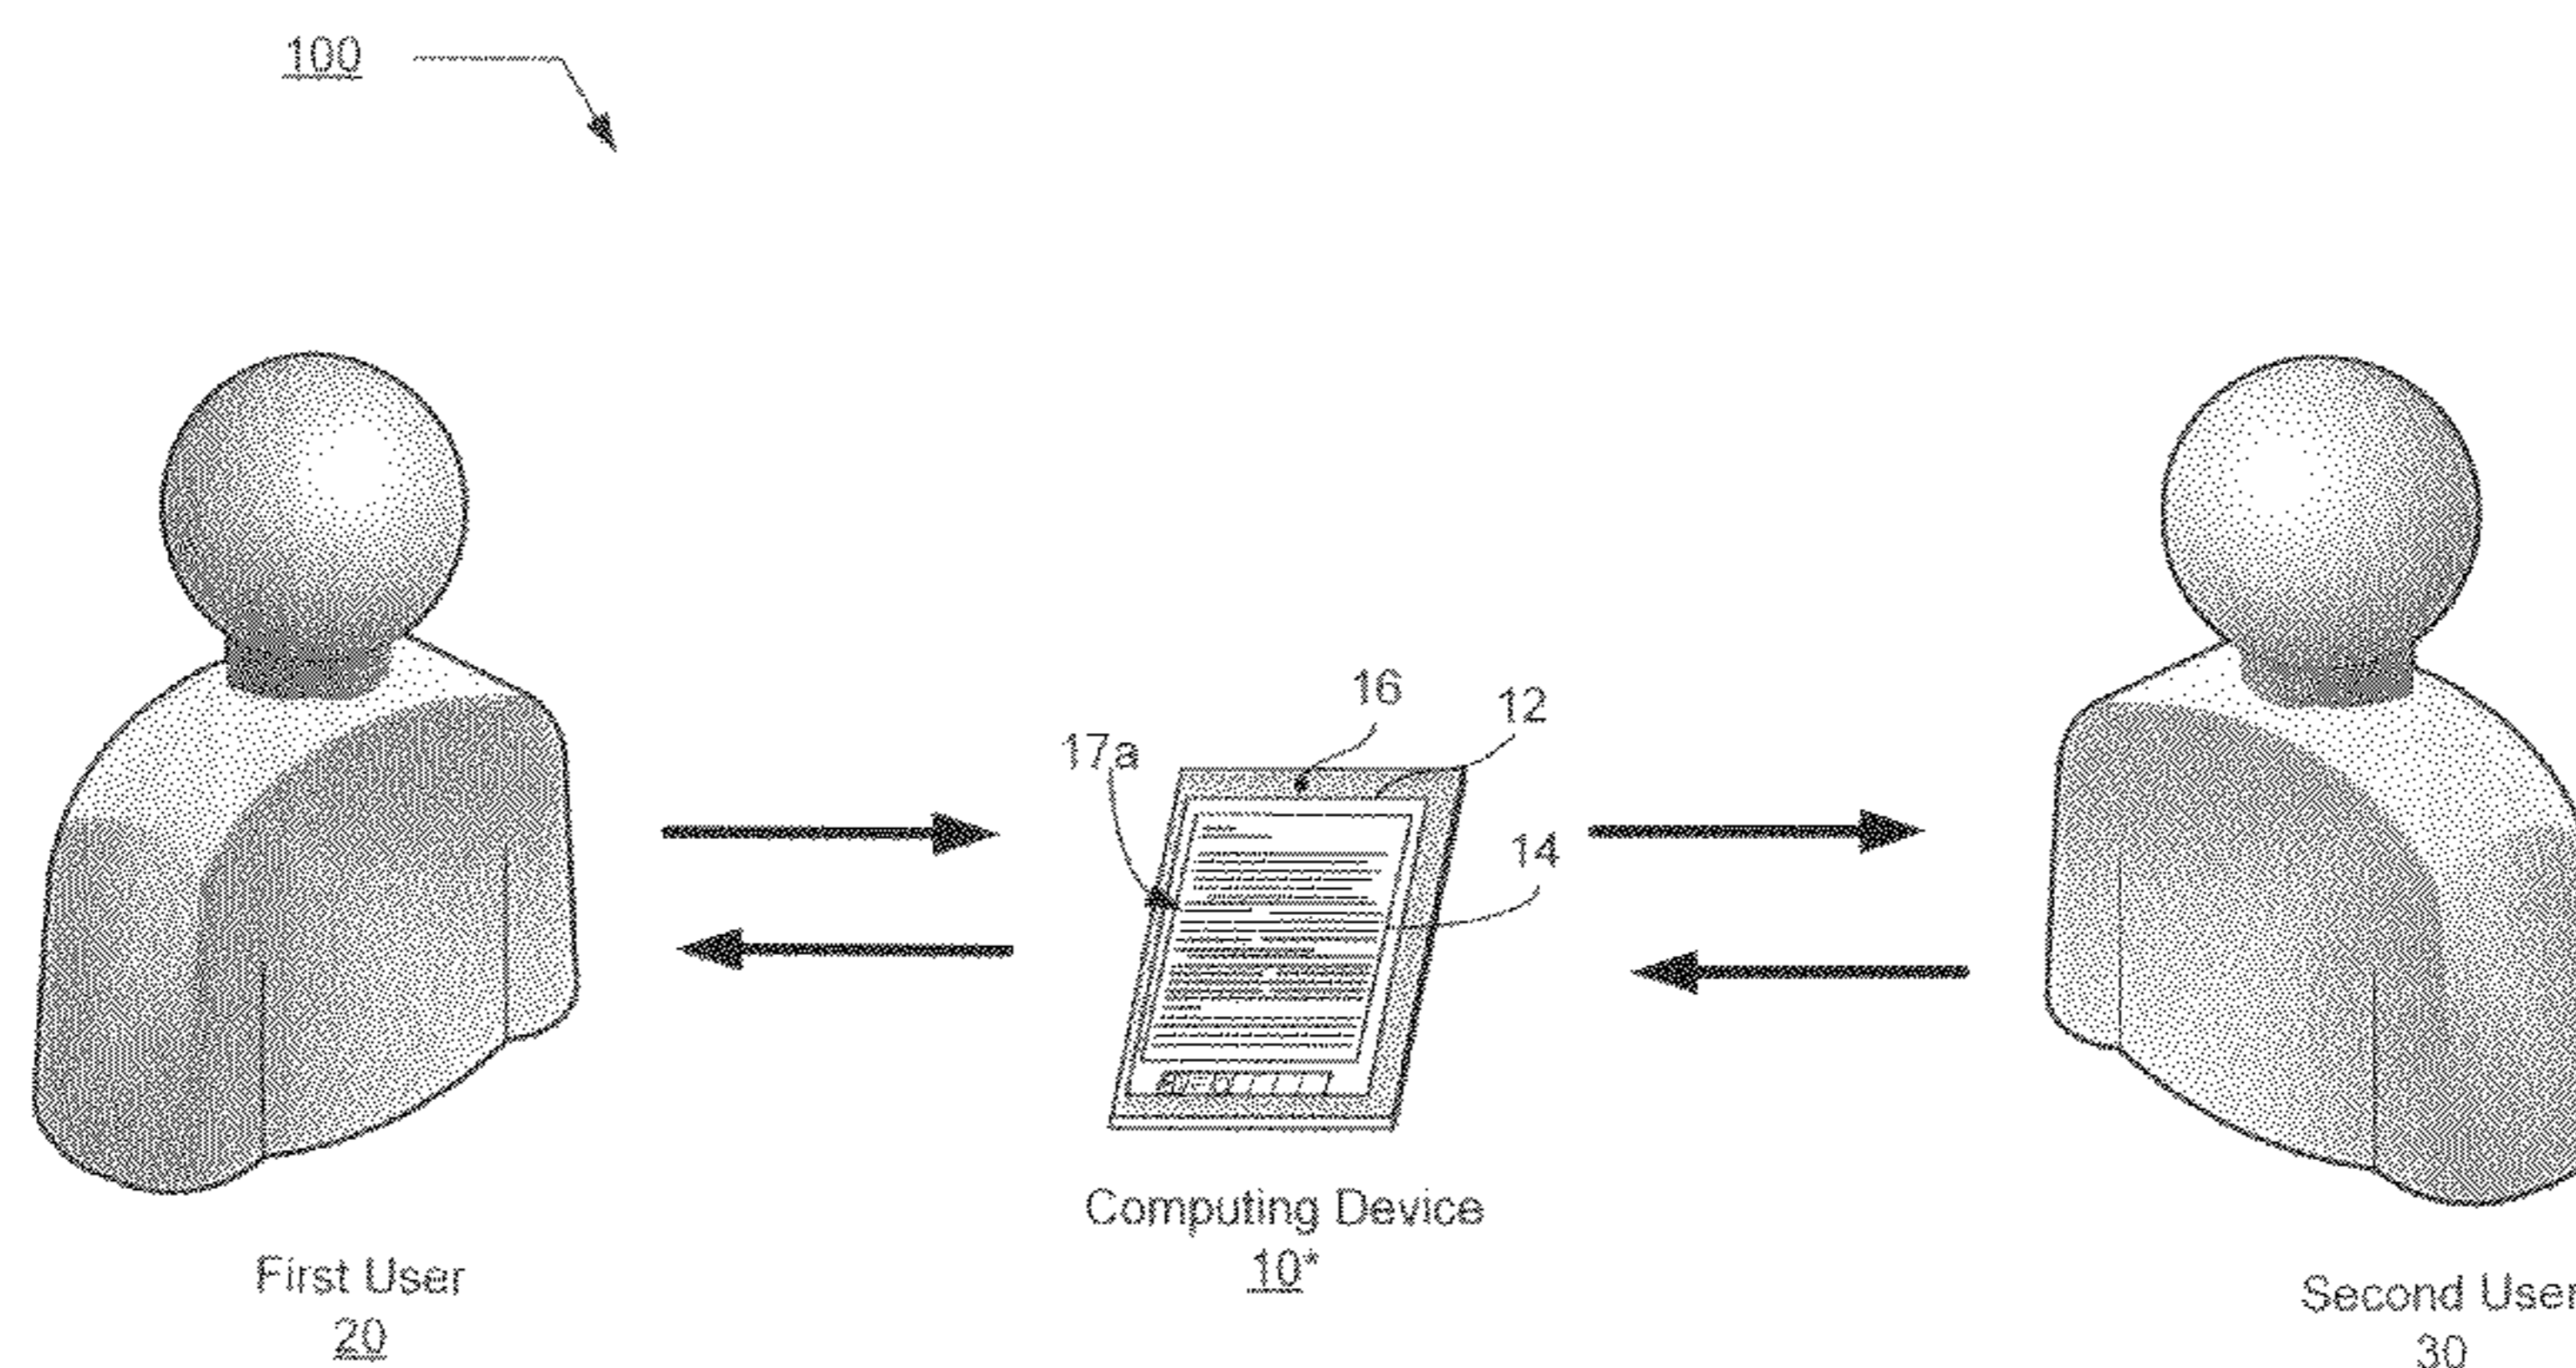 100
16
12
17a
14
Computing Device
10*
First User
20
Second User
30